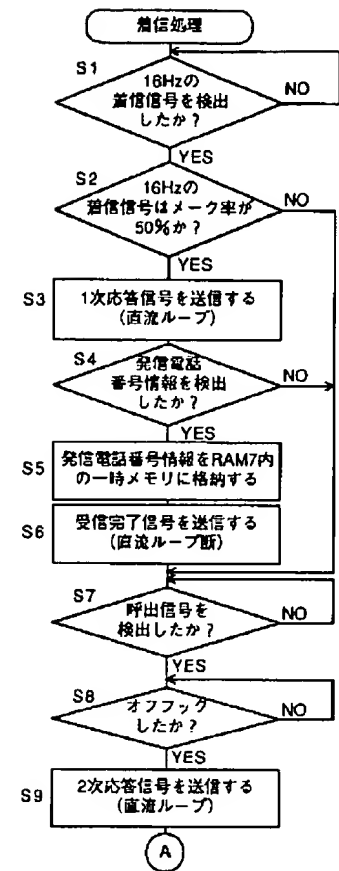 着信処理
S1
16Hzの
着信信号を検出
したか？
NO
YES
S2
16Hzの
着信信号はメーク率が
50%か？
NO
YES
S3
1次応答信号を送信する
(直流ループ)
S4
発信電話
番号情報を検出
したか？
NO
YES
S5
発信電話番号情報をRAM7内
の一時メモリに格納する
S6
受信完了信号を送信する
(直流ループ断)
S7
呼出信号を
検出したか？
NO
YES
S8
オフフック
したか？
NO
YES
S9
2次応答信号を送信する
(直流ループ)
A